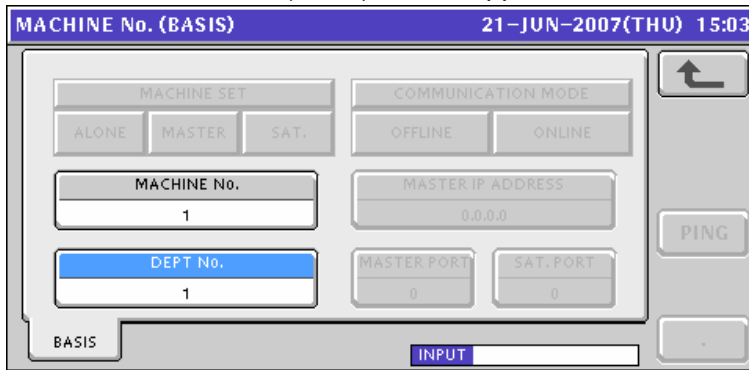 MACHINE No. (BASIS) 21-JUN-2007(THU) 15:03
MACHINE SET
COMMUNICATION MODE
ALONE MASTER SAT.
OFFLINE ONLINE
MACHINE No.
1
MASTER IP ADDRESS
0.0.0.0
PING
DEPT No.
1
MASTER PORT
0
SAT. PORT
0
BASIS
INPUT
.